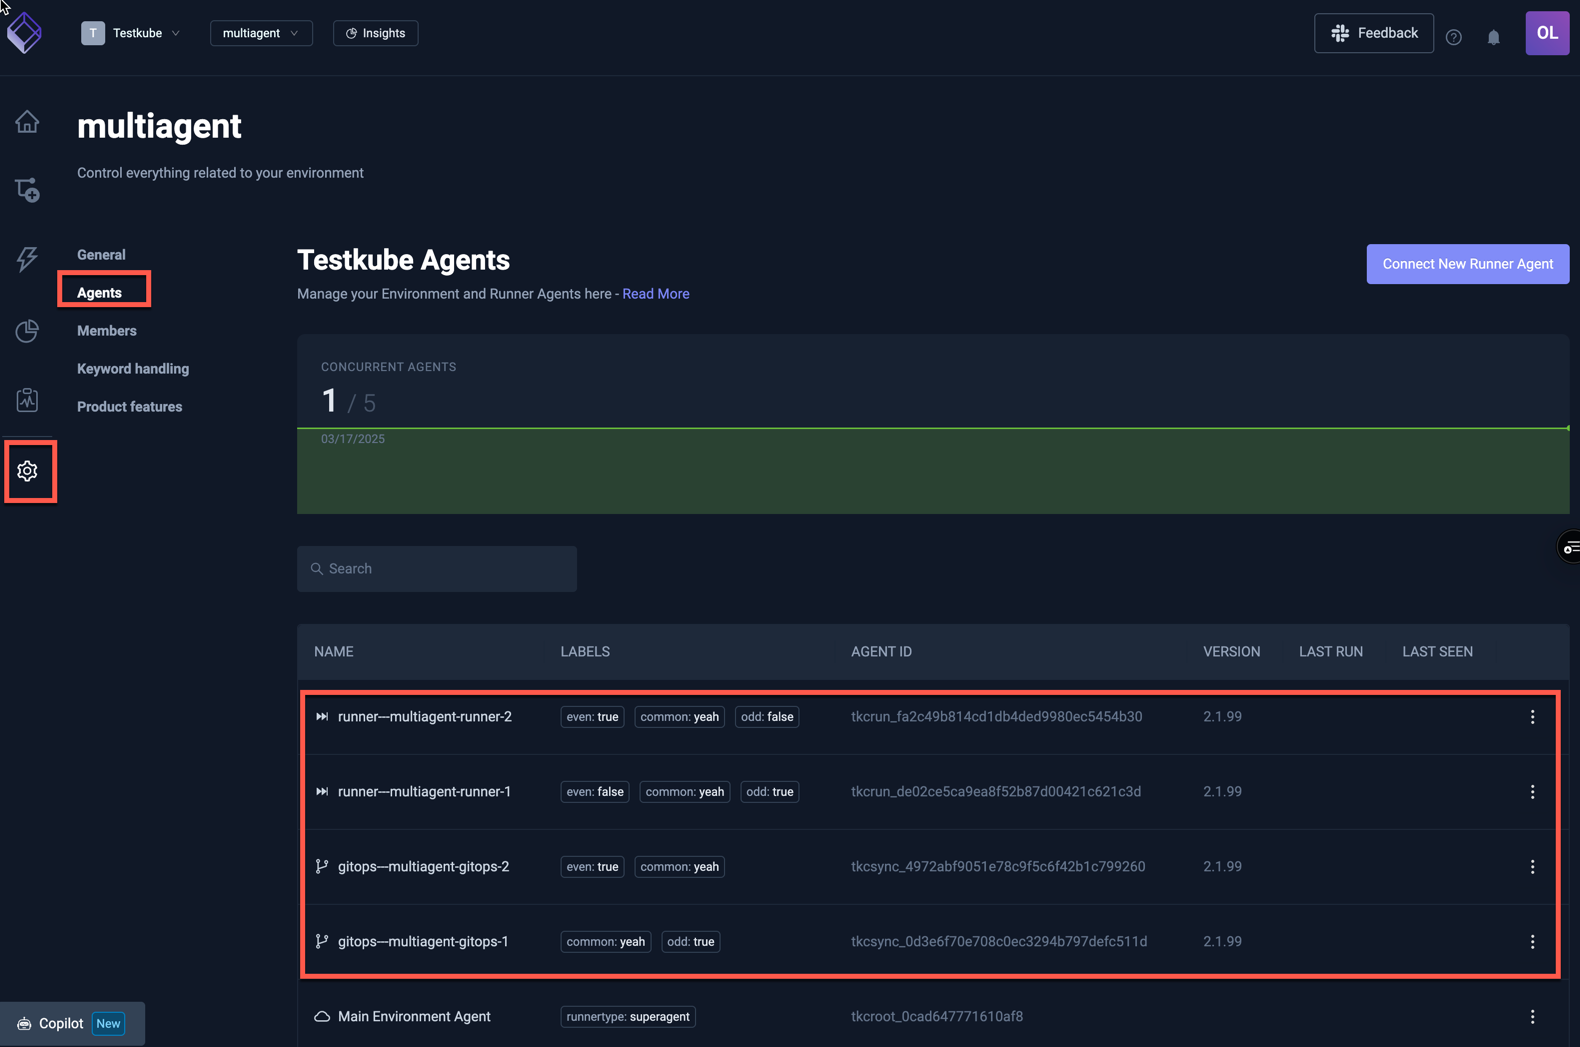 T Testkube multiagent Insights Feedback OL
multiagent
Control everything related to your environment
General
Agents
Members
Keyword handling
Product features
Testkube Agents
Manage your Environment and Runner Agents here - Read More
Connect New Runner Agent
CONCURRENT AGENTS
1 / 5
03/17/2025
Search
NAME LABELS AGENT ID VERSION LAST RUN LAST SEEN
runner---multiagent-runner-2 even: true common: yeah odd: false tkcrun_fa2c49b814cd1db4ded9980ec5454b30 2.1.99
runner---multiagent-runner-1 even: false common: yeah odd: true tkcrun_de02ce5ca9ea8f52b87d00421c621c3d 2.1.99
gitops---multiagent-gitops-2 even: true common: yeah tkcsync_4972abf9051e78c9f5c6f42b1c799260 2.1.99
gitops---multiagent-gitops-1 common: yeah odd: true tkcsync_0d3e6f70e708c0ec3294b797defc511d 2.1.99
Main Environment Agent runnertype: superagent tkcroot_0cad647771610af8
Copilot New